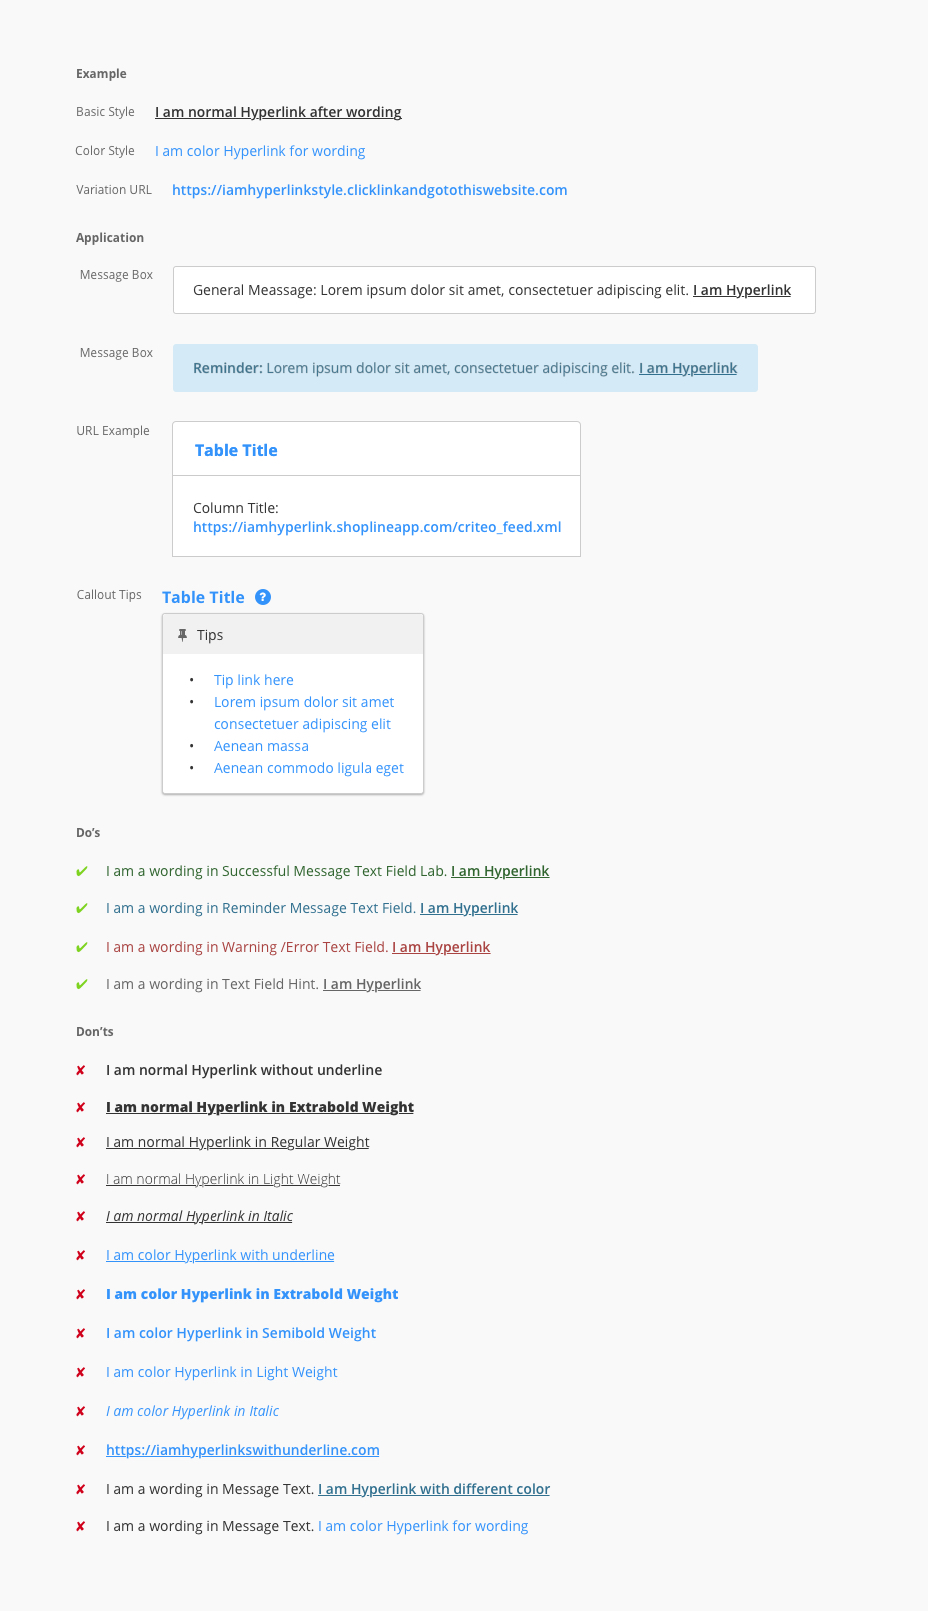 Example
Basic Style I am normal Hyperlink after wording
Color Style I am color Hyperlink for wording
Variation URL https://iamhyperlinkstyle.clicklinkandgotothiswebsite.com
Application
Message Box General Meassage: Lorem ipsum dolor sit amet, consectetuer adipiscing elit. I am Hyperlink
Message Box Reminder: Lorem ipsum dolor sit amet, consectetuer adipiscing elit. I am Hyperlink
URL Example
Table Title
Column Title:
https://iamhyperlink.shoplineapp.com/criteo_feed.xml
Callout Tips Table Title ?
Tips
• Tip link here
• Lorem ipsum dolor sit amet
consectetuer adipiscing elit
• Aenean massa
• Aenean commodo ligula eget
Do’s
✔ I am a wording in Successful Message Text Field Lab. I am Hyperlink
✔ I am a wording in Reminder Message Text Field. I am Hyperlink
✔ I am a wording in Warning /Error Text Field. I am Hyperlink
✔ I am a wording in Text Field Hint. I am Hyperlink
Don’ts
✘ I am normal Hyperlink without underline
✘ I am normal Hyperlink in Extrabold Weight
✘ I am normal Hyperlink in Regular Weight
✘ I am normal Hyperlink in Light Weight
✘ I am normal Hyperlink in Italic
✘ I am color Hyperlink with underline
✘ I am color Hyperlink in Extrabold Weight
✘ I am color Hyperlink in Semibold Weight
✘ I am color Hyperlink in Light Weight
✘ I am color Hyperlink in Italic
✘ https://iamhyperlinkswithunderline.com
✘ I am a wording in Message Text. I am Hyperlink with different color
✘ I am a wording in Message Text. I am color Hyperlink for wording